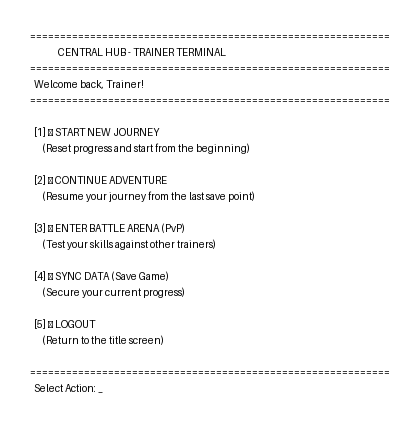 ============================================================
CENTRAL HUB - TRAINER TERMINAL
============================================================
Welcome back, Trainer!
============================================================
[1] ▯ START NEW JOURNEY
(Reset progress and start from the beginning)
[2] ▯ CONTINUE ADVENTURE
(Resume your journey from the last save point)
[3] ▯ ENTER BATTLE ARENA (PvP)
(Test your skills against other trainers)
[4] ▯ SYNC DATA (Save Game)
(Secure your current progress)
[5] ▯ LOGOUT
(Return to the title screen)
============================================================
Select Action: _